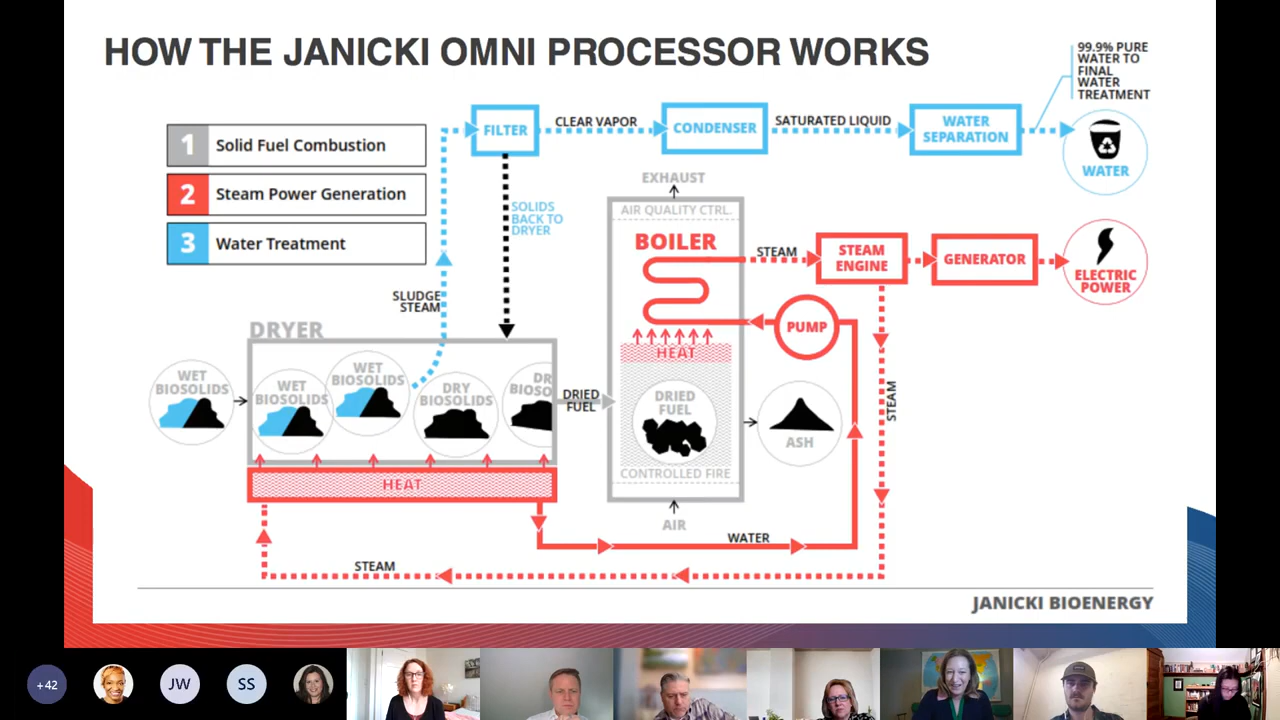 HOW THE JANICKI OMNI PROCESSOR WORKS
99.9% PURE
WATER TO
FINAL
WATER
TREATMENT
1 Solid Fuel Combustion
2 Steam Power Generation
3 Water Treatment
FILTER
CLEAR VAPOR
CONDENSER
SATURATED LIQUID
WATER
SEPARATION
WATER
SOLIDS
BACK TO
DRYER
EXHAUST
AIR QUALITY CTRL.
BOILER
STEAM
STEAM
ENGINE
GENERATOR
ELECTRIC
POWER
SLUDGE
STEAM
PUMP
DRYER
HEAT
WET
BIOSOLIDS
WET
BIOSOLIDS
WET
BIOSOLIDS
DRY
BIOSOLIDS
DR
BIOSO
DRIED
FUEL
DRIED
FUEL
STEAM
ASH
CONTROLLED FIRE
HEAT
AIR
WATER
STEAM
JANICKI BIOENERGY
+42
JW
SS